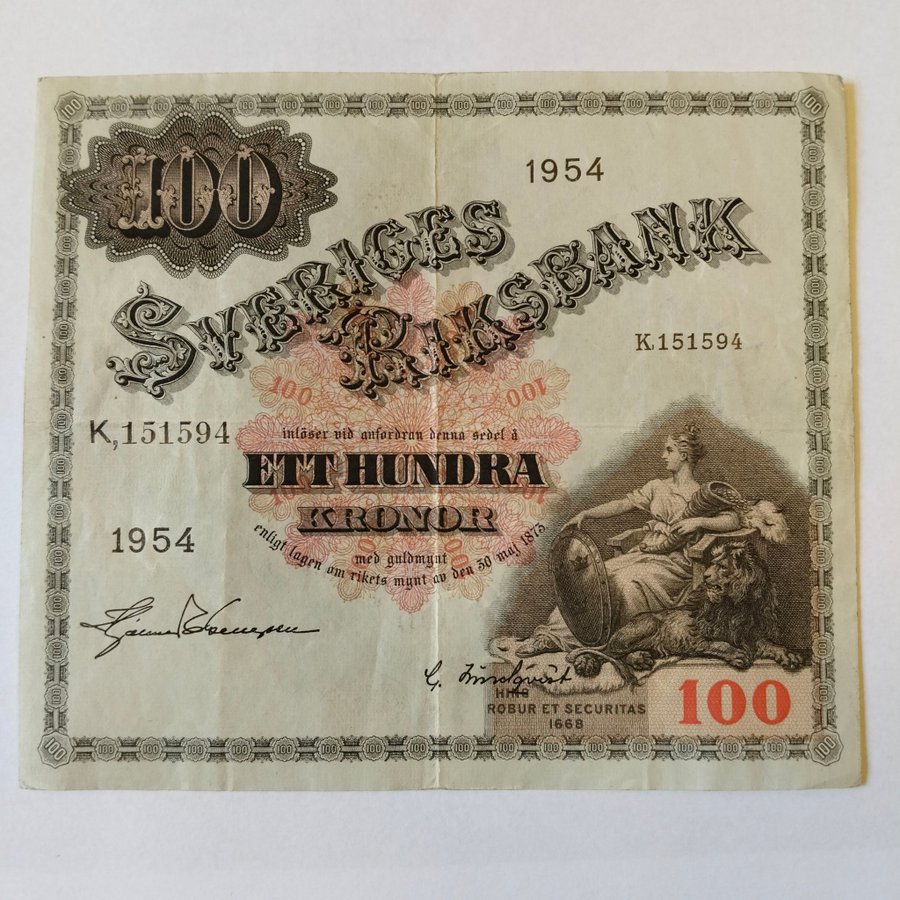 100
1954
SVERIGES
RIKSBANK
K.151594
K,151594
100 100
inlöser vid anfordran denna sedel å
ETT HUNDRA
KRONOR
med guldmynt
enligt lagen om rikets mynt av den 30 maj 1873
1954
HINC
ROBUR ET SECURITAS
1668
100